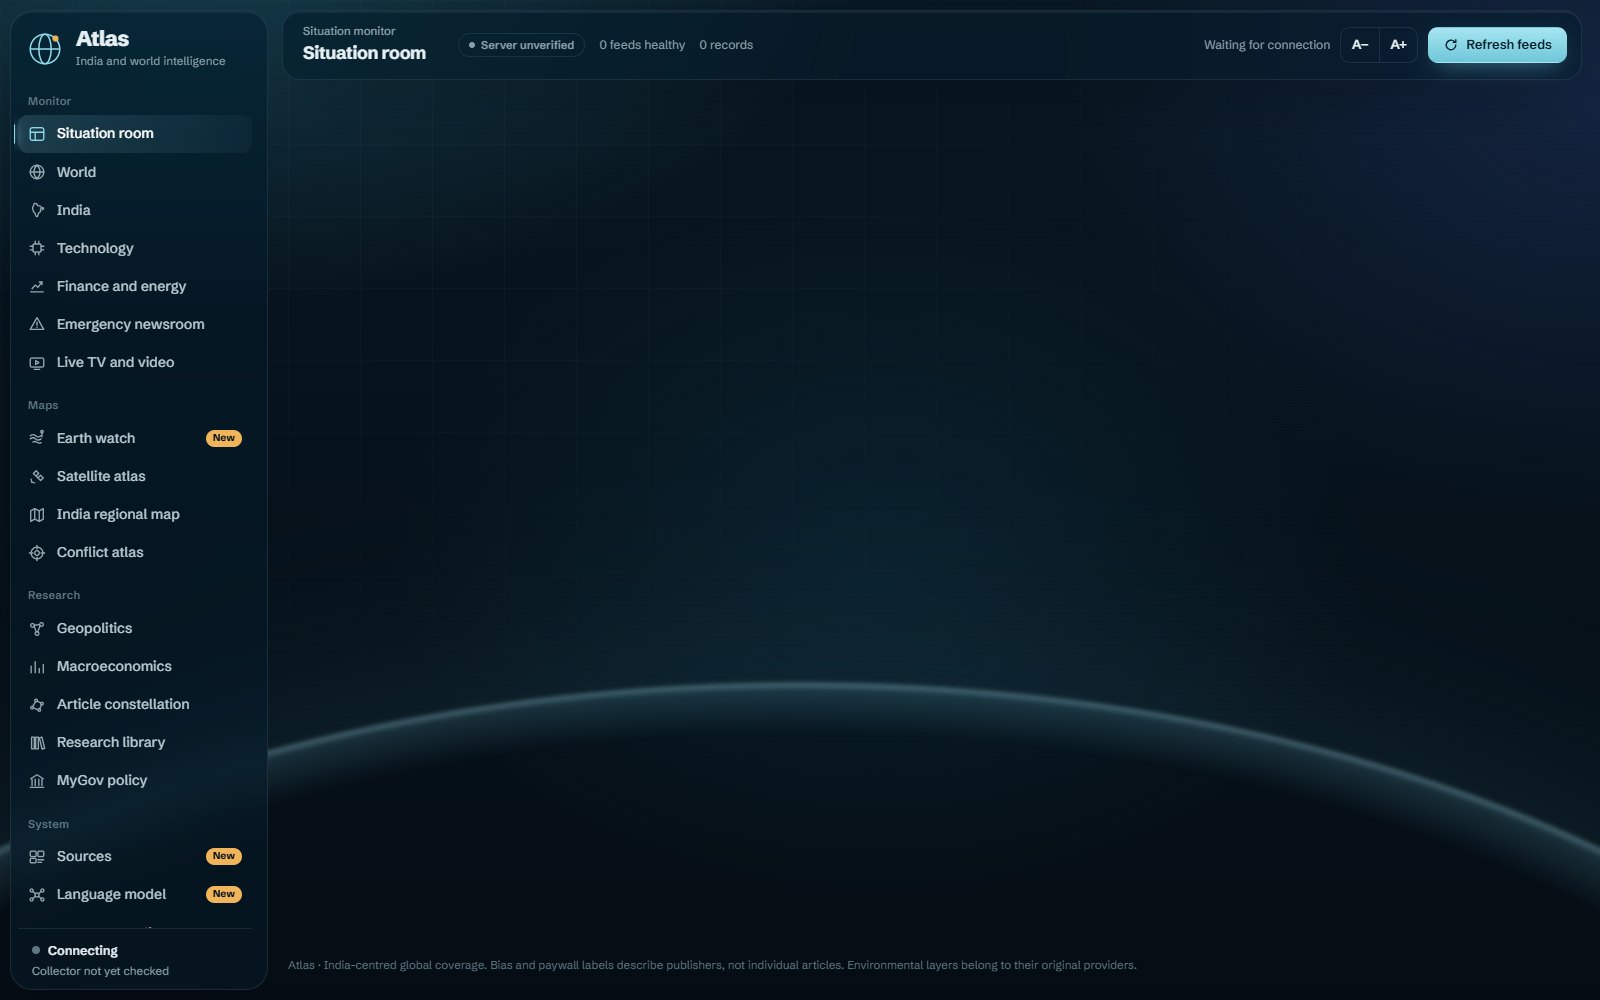 Atlas
India and world intelligence
Monitor
Situation room
World
India
Technology
Finance and energy
Emergency newsroom
Live TV and video
Maps
Earth watch New
Satellite atlas
India regional map
Conflict atlas
Research
Geopolitics
Macroeconomics
Article constellation
Research library
MyGov policy
System
Sources New
Language model New
Connecting
Collector not yet checked
Situation monitor
Situation room
Server unverified 0 feeds healthy 0 records
Waiting for connection A− A+ Refresh feeds
Atlas · India-centred global coverage. Bias and paywall labels describe publishers, not individual articles. Environmental layers belong to their original providers.